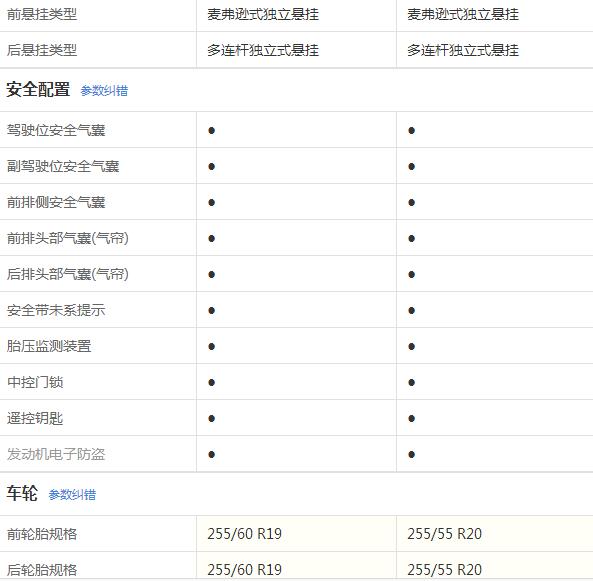 前悬挂类型 麦弗逊式独立悬挂 麦弗逊式独立悬挂
后悬挂类型 多连杆独立式悬挂 多连杆独立式悬挂
安全配置 参数纠错
驾驶位安全气囊 ● ●
副驾驶位安全气囊 ● ●
前排侧安全气囊 ● ●
前排头部气囊(气帘) ● ●
后排头部气囊(气帘) ● ●
安全带未系提示 ● ●
胎压监测装置 ● ●
中控门锁 ● ●
遥控钥匙 ● ●
发动机电子防盗 ● ●
车轮 参数纠错
前轮胎规格 255/60 R19 255/55 R20
后轮胎规格 255/60 R19 255/55 R20